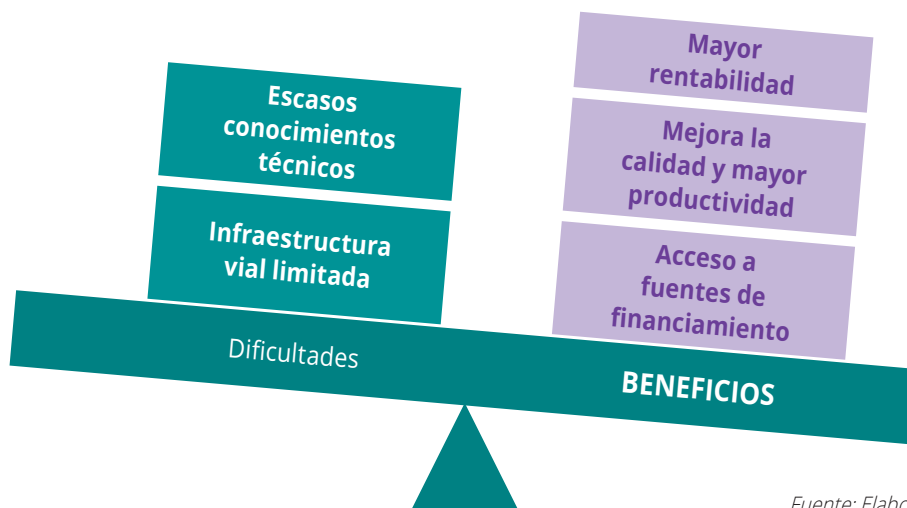 Escasos
conocimientos
técnicos
Infraestructura
vial limitada
Dificultades
Mayor
rentabilidad
Mejora la
calidad y mayor
productividad
Acceso a
fuentes de
financiamiento
BENEFICIOS
Fuente: